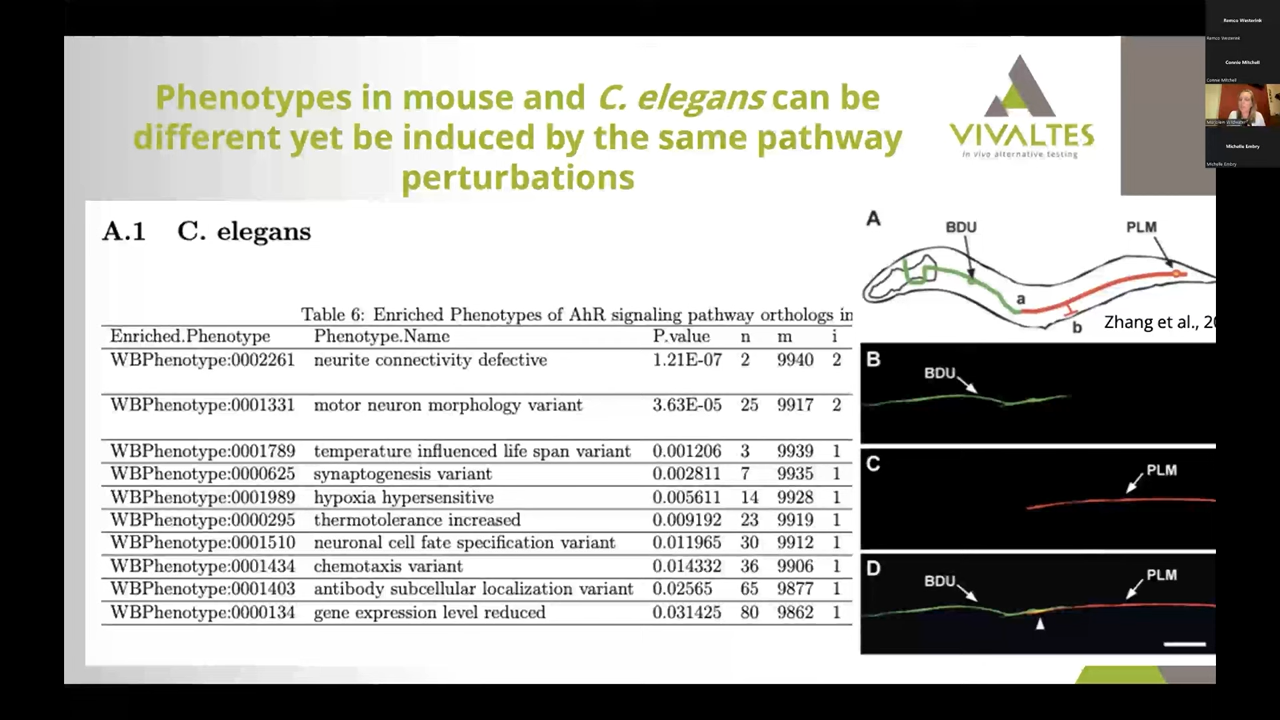 Phenotypes in mouse and C. elegans can be
different yet be induced by the same pathway
perturbations
VIVALTES
in vivo alternative testing
A.1 C. elegans
Table 6: Enriched Phenotypes of AhR signaling pathway orthologs in
Enriched.Phenotype Phenotype.Name P.value n m i
WBPhenotype:0002261 neurite connectivity defective 1.21E-07 2 9940 2
WBPhenotype:0001331 motor neuron morphology variant 3.63E-05 25 9917 2
WBPhenotype:0001789 temperature influenced life span variant 0.001206 3 9939 1
WBPhenotype:0000625 synaptogenesis variant 0.002811 7 9935 1
WBPhenotype:0001989 hypoxia hypersensitive 0.005611 14 9928 1
WBPhenotype:0000295 thermotolerance increased 0.009192 23 9919 1
WBPhenotype:0001510 neuronal cell fate specification variant 0.011965 30 9912 1
WBPhenotype:0001434 chemotaxis variant 0.014332 36 9906 1
WBPhenotype:0001403 antibody subcellular localization variant 0.02565 65 9877 1
WBPhenotype:0000134 gene expression level reduced 0.031425 80 9862 1
A
BDU
PLM
a
b
Zhang et al., 20
B
BDU
C
PLM
D
BDU
PLM
Remco Westerink
Remco Westerink
Connie Mitchell
Connie Mitchell
Michelle Embry
Michelle Embry